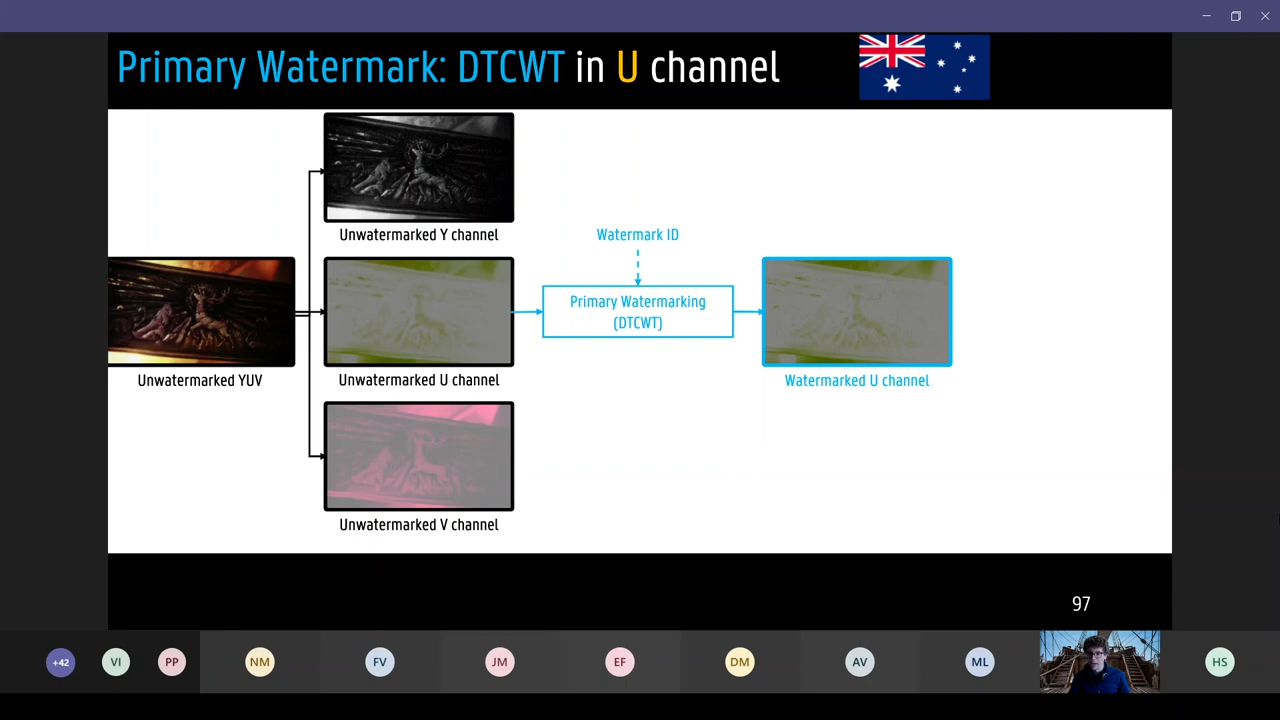 Primary Watermark: DTCWT in U channel
Unwatermarked Y channel
Watermark ID
Primary Watermarking
(DTCWT)
Unwatermarked YUV
Unwatermarked U channel
Watermarked U channel
Unwatermarked V channel
97
+42
VI
PP
NM
FV
JM
EF
DM
AV
ML
HS